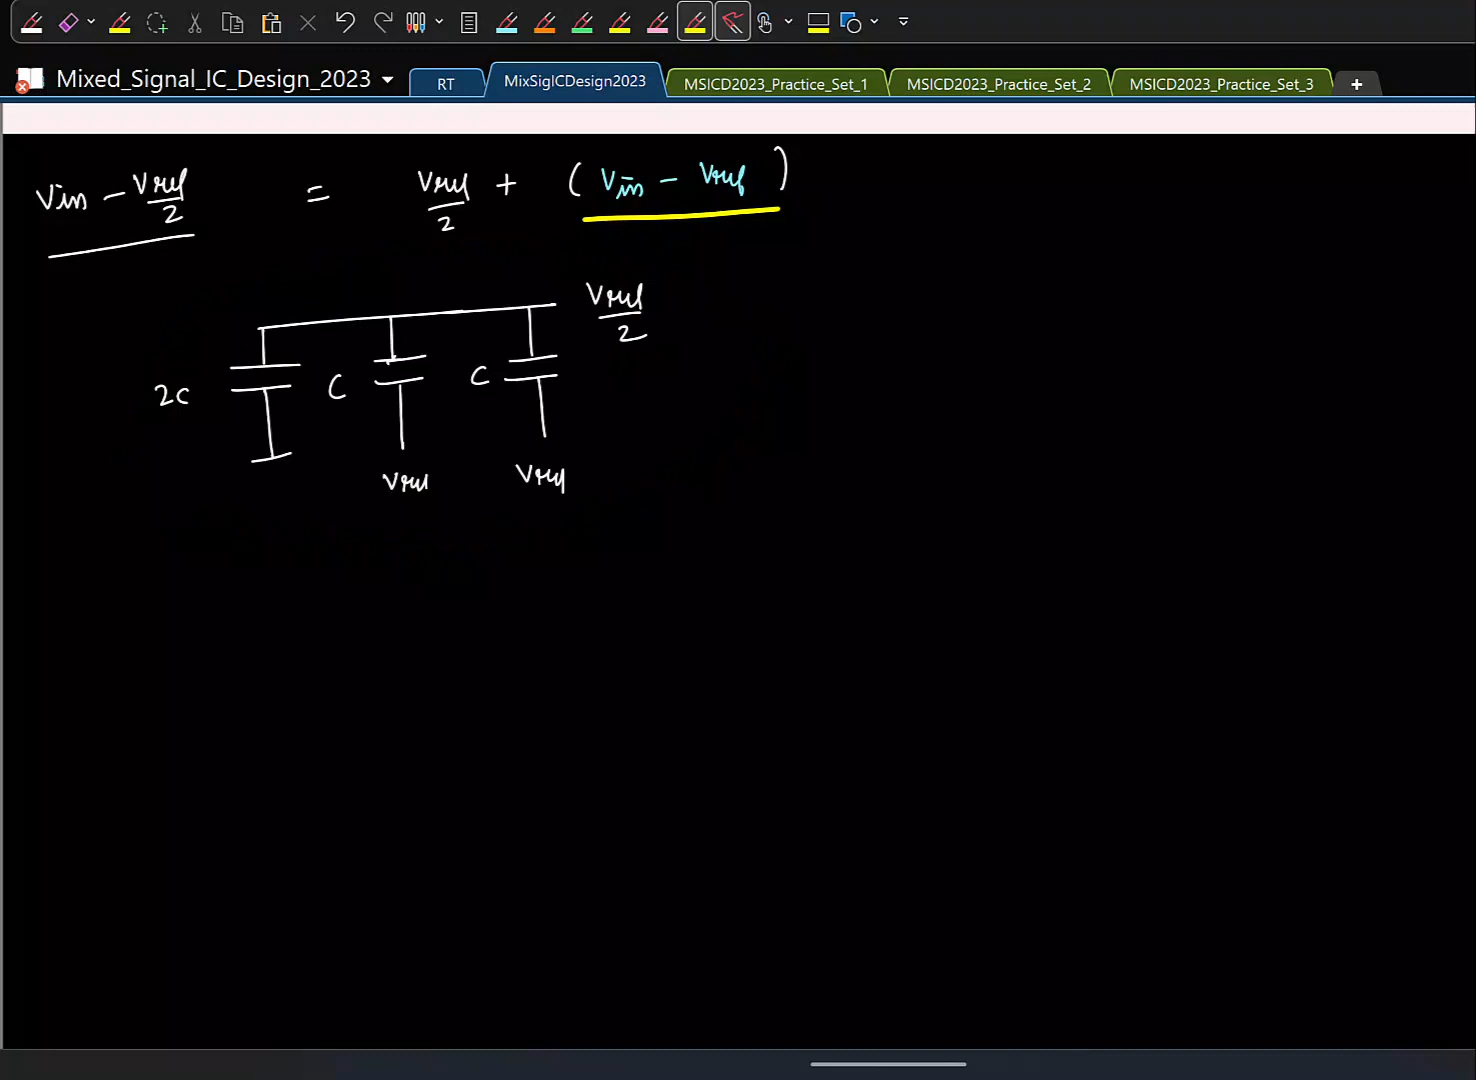 Mixed_Signal_IC_Design_2023
RT
MixSigICDesign2023
MSICD2023_Practice_Set_1
MSICD2023_Practice_Set_2
MSICD2023_Practice_Set_3
Vin - Vref/2 = Vref/2 + (Vin - Vref)
Vref/2
2C C C
Vref Vref